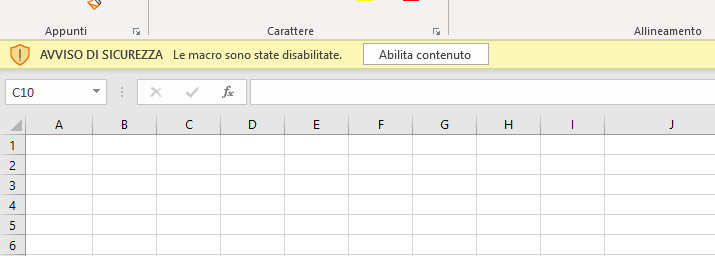 Appunti Carattere Allineamento
AVVISO DI SICUREZZA Le macro sono state disabilitate. Abilita contenuto
C10 fx
A B C D E F G H I J
1
2
3
4
5
6